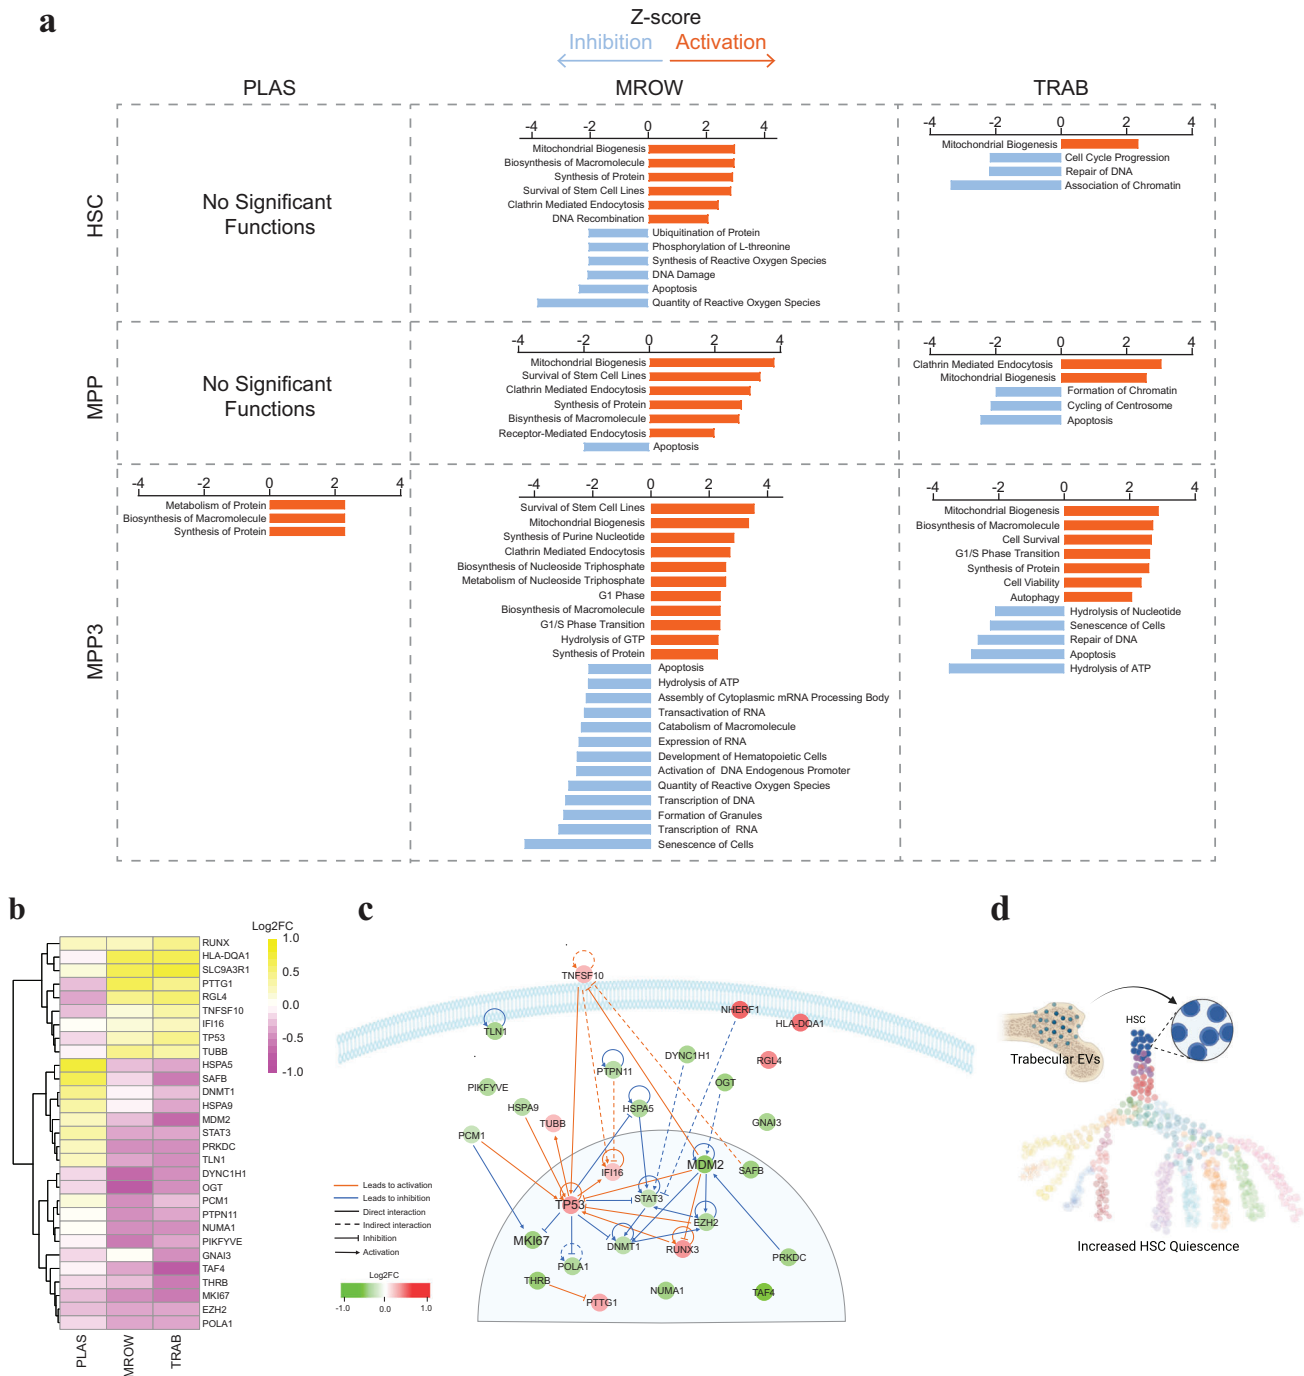 a
Z-score
Inhibition Activation
PLAS MROW TRAB
HSC
No Significant
Functions
-4 -2 0 2 4
Mitochondrial Biogenesis
Biosynthesis of Macromolecule
Synthesis of Protein
Survival of Stem Cell Lines
Clathrin Mediated Endocytosis
DNA Recombination
Ubiquitination of Protein
Phosphorylation of L-threonine
Synthesis of Reactive Oxygen Species
DNA Damage
Apoptosis
Quantity of Reactive Oxygen Species
-4 -2 0 2 4
Mitochondrial Biogenesis
Cell Cycle Progression
Repair of DNA
Association of Chromatin
MPP
No Significant
Functions
-4 -2 0 2 4
Mitochondrial Biogenesis
Survival of Stem Cell Lines
Clathrin Mediated Endocytosis
Synthesis of Protein
Bisynthesis of Macromolecule
Receptor-Mediated Endocytosis
Apoptosis
-4 -2 0 2 4
Clathrin Mediated Endocytosis
Mitochondrial Biogenesis
Formation of Chromatin
Cycling of Centrosome
Apoptosis
MPP3
-4 -2 0 2 4
Metabolism of Protein
Biosynthesis of Macromolecule
Synthesis of Protein
-4 -2 0 2 4
Survival of Stem Cell Lines
Mitochondrial Biogenesis
Synthesis of Purine Nucleotide
Clathrin Mediated Endocytosis
Biosynthesis of Nucleoside Triphosphate
Metabolism of Nucleoside Triphosphate
G1 Phase
Biosynthesis of Macromolecule
G1/S Phase Transition
Hydrolysis of GTP
Synthesis of Protein
Apoptosis
Hydrolysis of ATP
Assembly of Cytoplasmic mRNA Processing Body
Transactivation of RNA
Catabolism of Macromolecule
Expression of RNA
Development of Hematopoietic Cells
Activation of DNA Endogenous Promoter
Quantity of Reactive Oxygen Species
Transcription of DNA
Formation of Granules
Transcription of RNA
Senescence of Cells
-4 -2 0 2 4
Mitochondrial Biogenesis
Biosynthesis of Macromolecule
Cell Survival
G1/S Phase Transition
Synthesis of Protein
Cell Viability
Autophagy
Hydrolysis of Nucleotide
Senescence of Cells
Repair of DNA
Apoptosis
Hydrolysis of ATP
b
Log2FC
1.0
0.5
0.0
-0.5
-1.0
RUNX
HLA-DQA1
SLC9A3R1
PTTG1
RGL4
TNFSF10
IFI16
TP53
TUBB
HSPA5
SAFB
DNMT1
HSPA9
MDM2
STAT3
PRKDC
TLN1
DYNC1H1
OGT
PCM1
PTPN11
NUMA1
PIKFYVE
GNAI3
TAF4
THRB
MKI67
EZH2
POLA1
PLAS
MROW
TRAB
c
TNFSF10
NHERF1
HLA-DQA1
TLN1
DYNC1H1
RGL4
PTPN11
OGT
PIKFYVE
HSPA9
HSPA5
TUBB
GNAI3
PCM1
MDM2
SAFB
IFI16
STAT3
TP53
EZH2
MKI67
DNMT1
RUNX3
PRKDC
POLA1
THRB
NUMA1
TAF4
PTTG1
Leads to activation
Leads to inhibition
Direct interaction
Indirect interaction
Inhibition
Activation
Log2FC
-1.0 0.0 1.0
d
HSC
Trabecular EVs
Increased HSC Quiescence